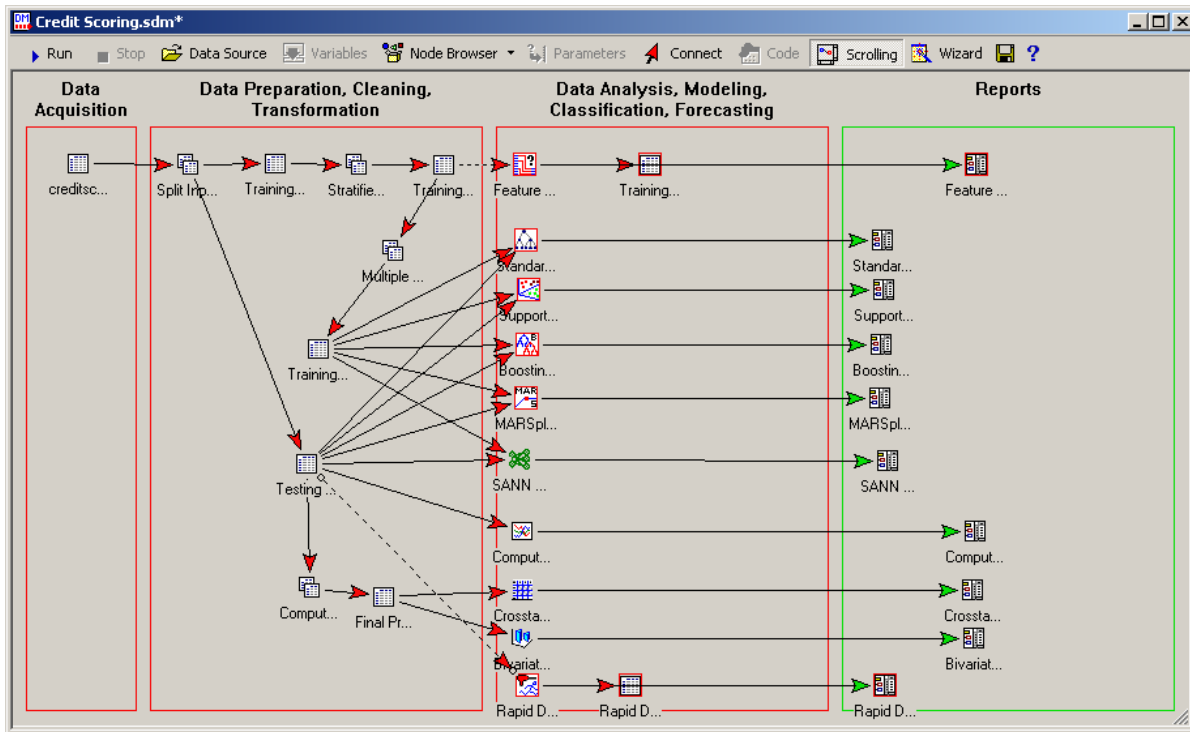 Credit Scoring.sdm*
Run Stop Data Source Variables Node Browser Parameters Connect Code Scrolling Wizard ?
Data
Acquisition
Data Preparation, Cleaning,
Transformation
Data Analysis, Modeling,
Classification, Forecasting
Reports
creditsc...
Split Inp...
Training...
Stratifie...
Training...
Feature ...
Training...
Feature ...
Multiple ...
Standar...
Standar...
Support...
Support...
Training...
Boostin...
Boostin...
MARSpl...
MARSpl...
Testing ...
SANN ...
SANN ...
Comput...
Comput...
Comput...
Final Pr...
Crossta...
Crossta...
Bivariat...
Bivariat...
Rapid D...
Rapid D...
Rapid D...